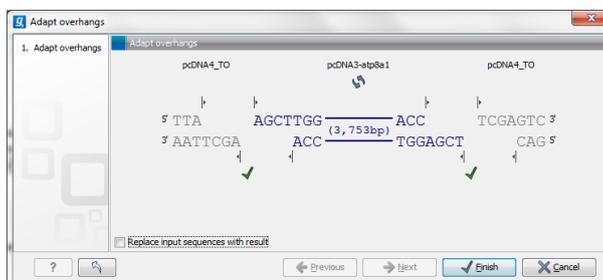 Adapt overhangs
1. Adapt overhangs
Adapt overhangs
pcDNA4_TO pcDNA3-atp8a1 pcDNA4_TO
5' TTA AGCTTGG ACC TCGAGTC 3'
(3,753bp)
3' AATTCGA ACC TGGAGCT CAG 5'
Replace input sequences with result
? Previous Next Finish Cancel